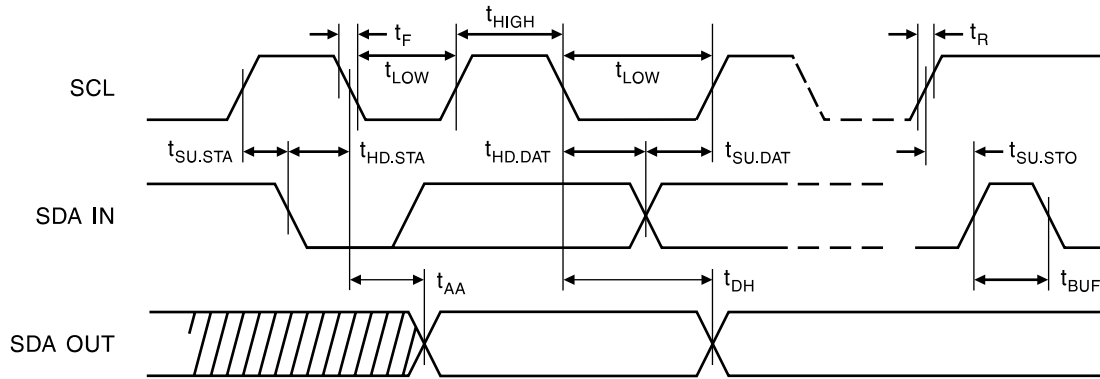 tHIGH
tF
tR
tLOW
tLOW
SCL
tSU.STA
tHD.STA
tHD.DAT
tSU.DAT
tSU.STO
SDA IN
tAA
tDH
tBUF
SDA OUT